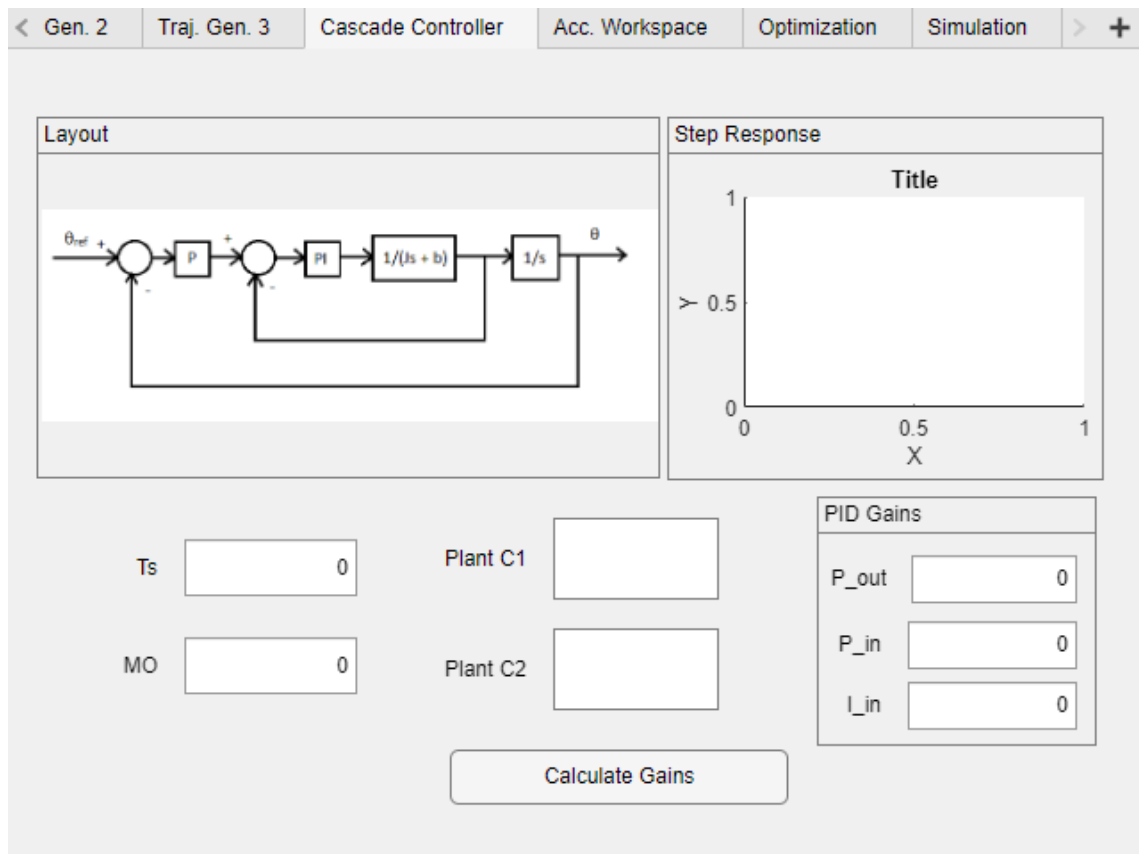 Gen. 2 Traj. Gen. 3 Cascade Controller Acc. Workspace Optimization Simulation
Layout
θref + + θ
P PI 1/(Js + b) 1/s
- -
Step Response
Title
1
Y 0.5
0
0 0.5 1
X
Ts 0
MO 0
Plant C1
Plant C2
PID Gains
P_out 0
P_in 0
I_in 0
Calculate Gains